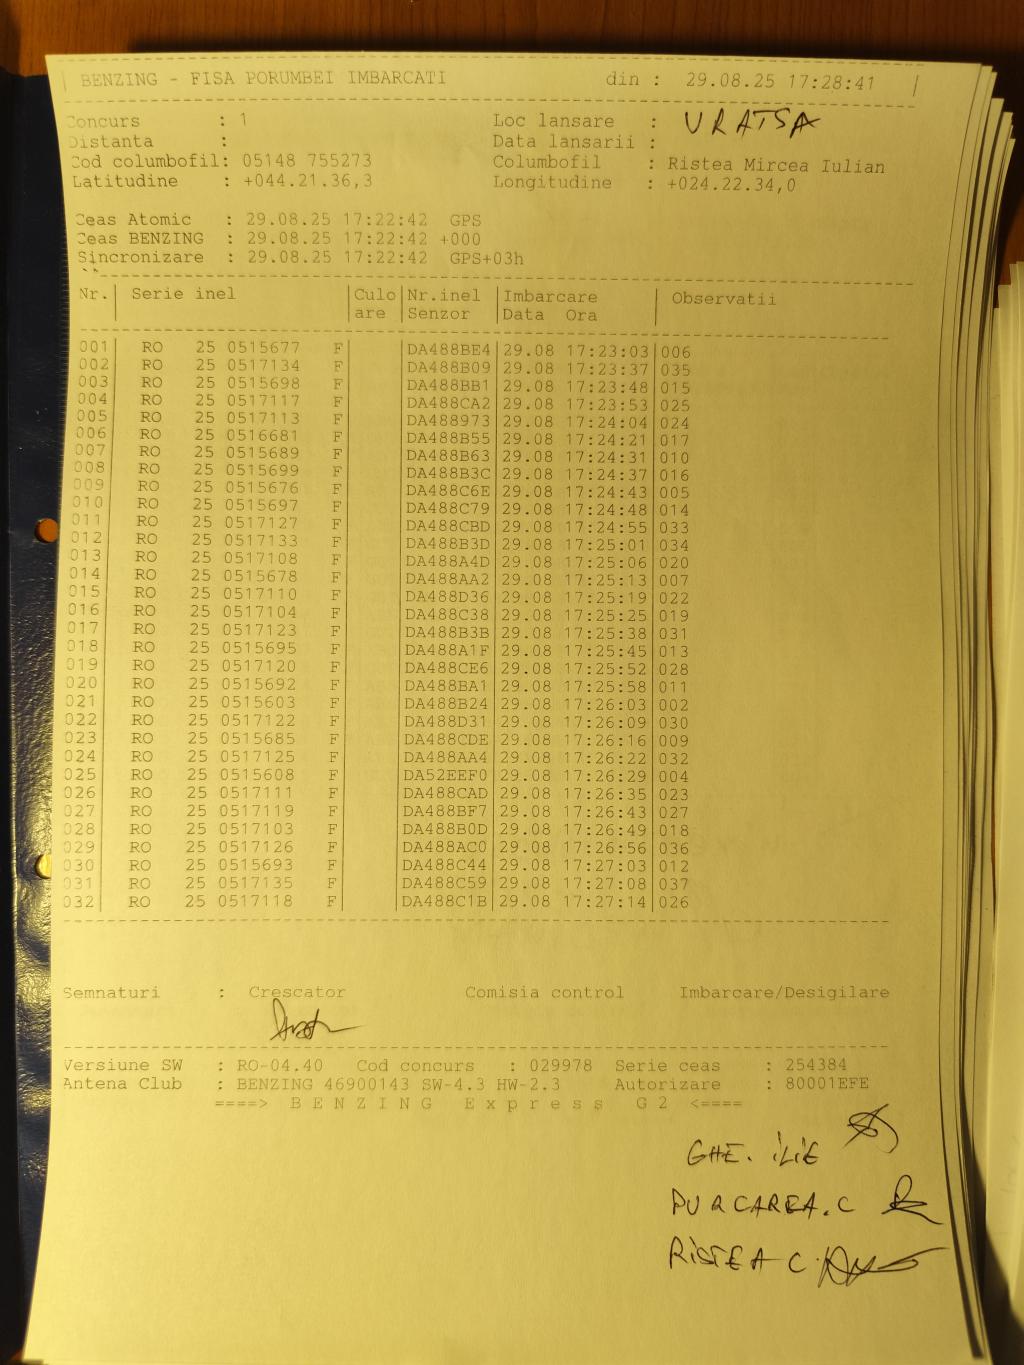 BENZING - FISA PORUMBEI IMBARCATI din : 29.08.25 17:28:41
Concurs : 1 Loc lansare : URATSA
Distanta : Data lansarii :
Cod columbofil: 05148 755273 Columbofil : Ristea Mircea Iulian
Latitudine : +044.21.36,3 Longitudine : +024.22.34,0
Ceas Atomic : 29.08.25 17:22:42 GPS
Ceas BENZING : 29.08.25 17:22:42 +000
Sincronizare : 29.08.25 17:22:42 GPS+03h
Nr. Serie inel Culo Nr.inel Imbarcare Observatii
are Senzor Data Ora
001 RO 25 0515677 F DA488BE4 29.08 17:23:03 006
002 RO 25 0517134 F DA488B09 29.08 17:23:37 035
003 RO 25 0515698 F DA488BB1 29.08 17:23:48 015
004 RO 25 0517117 F DA488CA2 29.08 17:23:53 025
005 RO 25 0517113 F DA488973 29.08 17:24:04 024
006 RO 25 0516681 F DA488B55 29.08 17:24:21 017
007 RO 25 0515689 F DA488B63 29.08 17:24:31 010
008 RO 25 0515699 F DA488B3C 29.08 17:24:37 016
009 RO 25 0515676 F DA488C6E 29.08 17:24:43 005
010 RO 25 0515697 F DA488C79 29.08 17:24:48 014
011 RO 25 0517127 F DA488CBD 29.08 17:24:55 033
012 RO 25 0517133 F DA488B3D 29.08 17:25:01 034
013 RO 25 0517108 F DA488A4D 29.08 17:25:06 020
014 RO 25 0515678 F DA488AA2 29.08 17:25:13 007
015 RO 25 0517110 F DA488D36 29.08 17:25:19 022
016 RO 25 0517104 F DA488C38 29.08 17:25:25 019
017 RO 25 0517123 F DA488B3B 29.08 17:25:38 031
018 RO 25 0515695 F DA488A1F 29.08 17:25:45 013
019 RO 25 0517120 F DA488CE6 29.08 17:25:52 028
020 RO 25 0515692 F DA488BA1 29.08 17:25:58 011
021 RO 25 0515603 F DA488B24 29.08 17:26:03 002
022 RO 25 0517122 F DA488D31 29.08 17:26:09 030
023 RO 25 0515685 F DA488CDE 29.08 17:26:16 009
024 RO 25 0517125 F DA488AA4 29.08 17:26:22 032
025 RO 25 0515608 F DA52EEF0 29.08 17:26:29 004
026 RO 25 0517111 F DA488CAD 29.08 17:26:35 023
027 RO 25 0517119 F DA488BF7 29.08 17:26:43 027
028 RO 25 0517103 F DA488B0D 29.08 17:26:49 018
029 RO 25 0517126 F DA488AC0 29.08 17:26:56 036
030 RO 25 0515693 F DA488C44 29.08 17:27:03 012
031 RO 25 0517135 F DA488C59 29.08 17:27:08 037
032 RO 25 0517118 F DA488C1B 29.08 17:27:14 026
Semnaturi : Crescator Comisia control Imbarcare/Desigilare
Versiune SW : RO-04.40 Cod concurs : 029978 Serie ceas : 254384
Antena Club : BENZING 46900143 SW-4.3 HW-2.3 Autorizare : 80001EFE
====> B E N Z I N G E x p r e s s G 2 <====
GHE. ILIE
PURCAREA.C
RISTEA C.